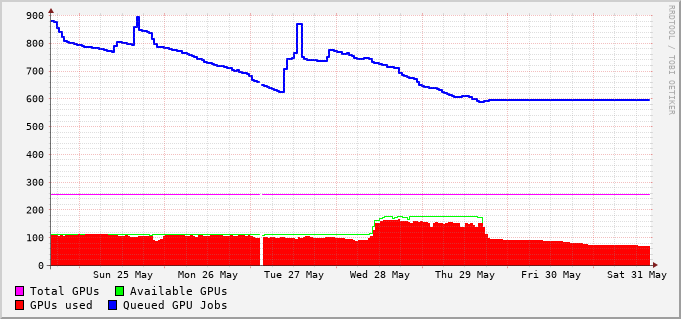 900
800
700
600
500
400
300
200
100
0
Sun 25 May Mon 26 May Tue 27 May Wed 28 May Thu 29 May Fri 30 May Sat 31 May
Total GPUs Available GPUs
GPUs used Queued GPU Jobs
RRDTOOL / TOBI OETIKER